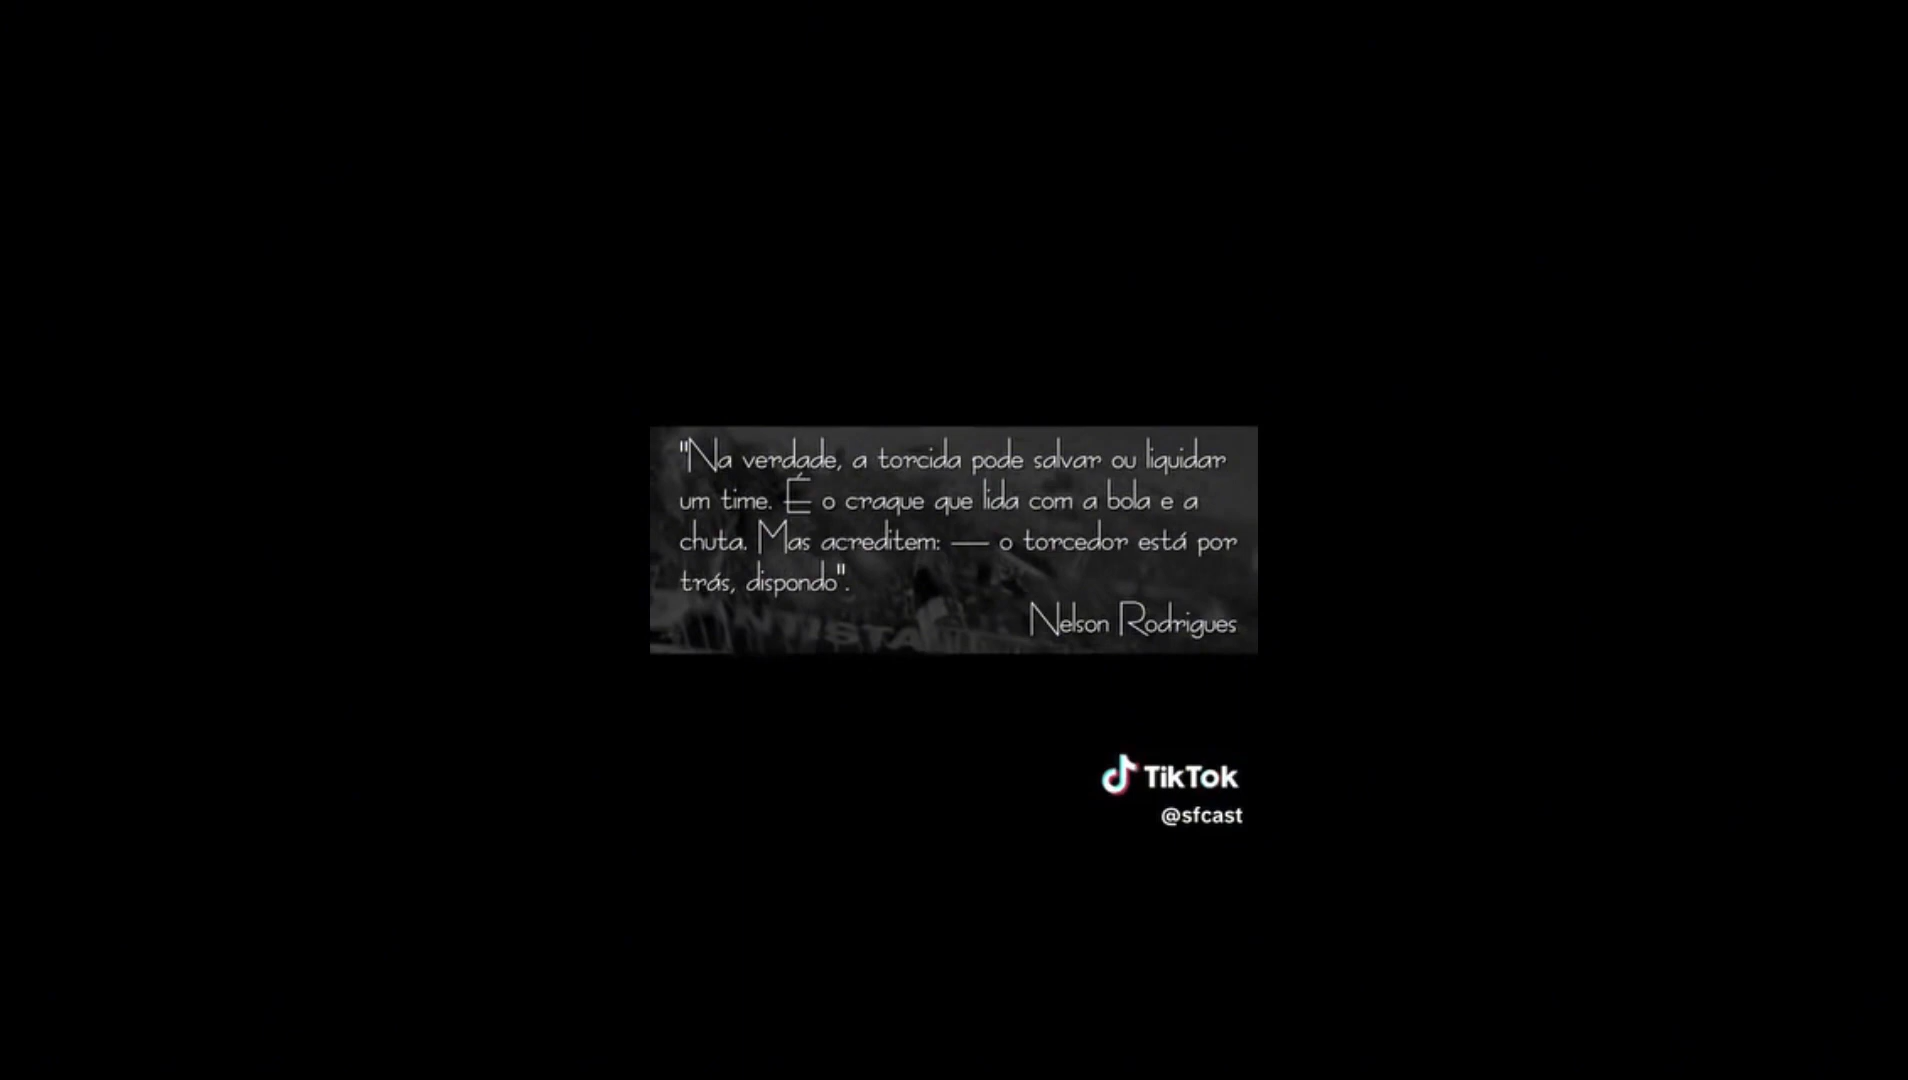 "Na verdade, a torcida pode salvar ou liquidar
um time. É o craque que lida com a bola e a
chuta. Mas acreditem: — o torcedor está por
trás, dispondo".
Nelson Rodrigues
TikTok
@sfcast